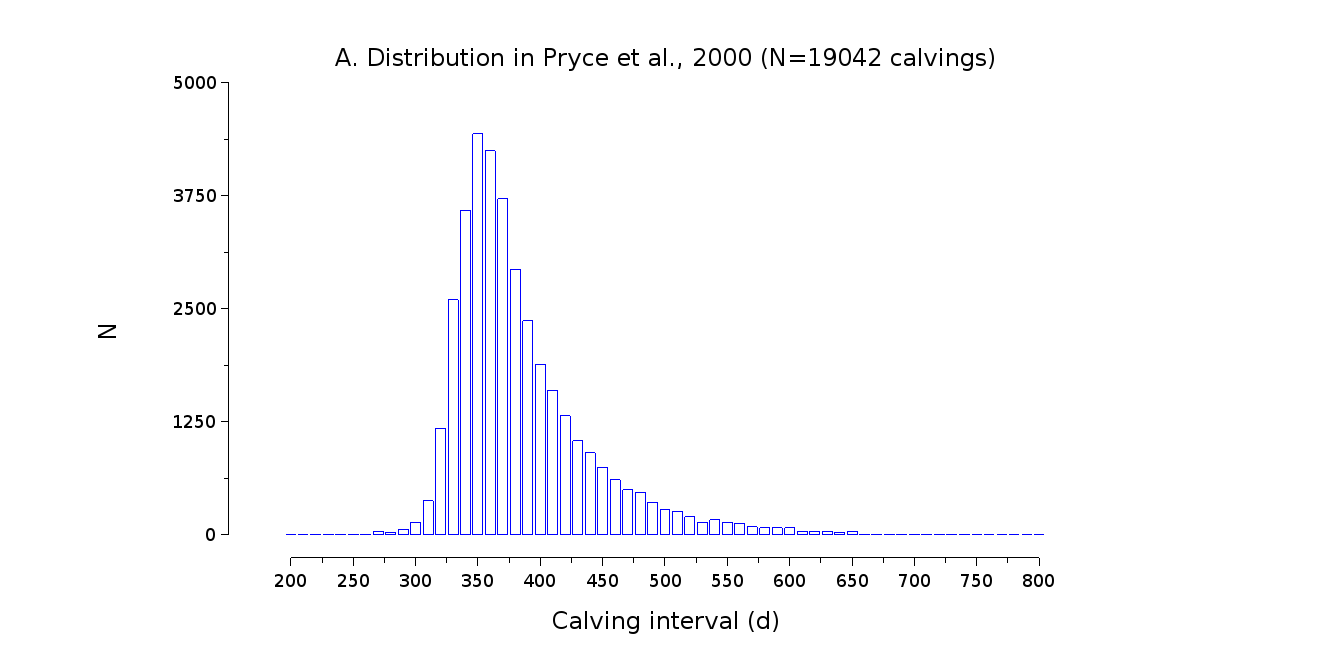 A. Distribution in Pryce et al., 2000 (N=19042 calvings)
5000
3750
2500
1250
0
N
200 250 300 350 400 450 500 550 600 650 700 750 800
Calving interval (d)